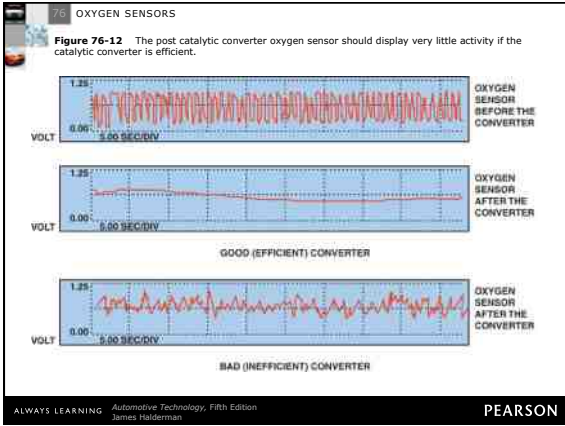 76 OXYGEN SENSORS
Figure 76-12 The post catalytic converter oxygen sensor should display very little activity if the
catalytic converter is efficient.
1.25
0.00
VOLT
5.00 SEC/DIV
OXYGEN
SENSOR
BEFORE THE
CONVERTER
1.25
0.00
VOLT
5.00 SEC/DIV
OXYGEN
SENSOR
AFTER THE
CONVERTER
GOOD (EFFICIENT) CONVERTER
1.25
0.00
VOLT
5.00 SEC/DIV
OXYGEN
SENSOR
AFTER THE
CONVERTER
BAD (INEFFICIENT) CONVERTER
ALWAYS LEARNING
Automotive Technology, Fifth Edition
James Halderman
PEARSON